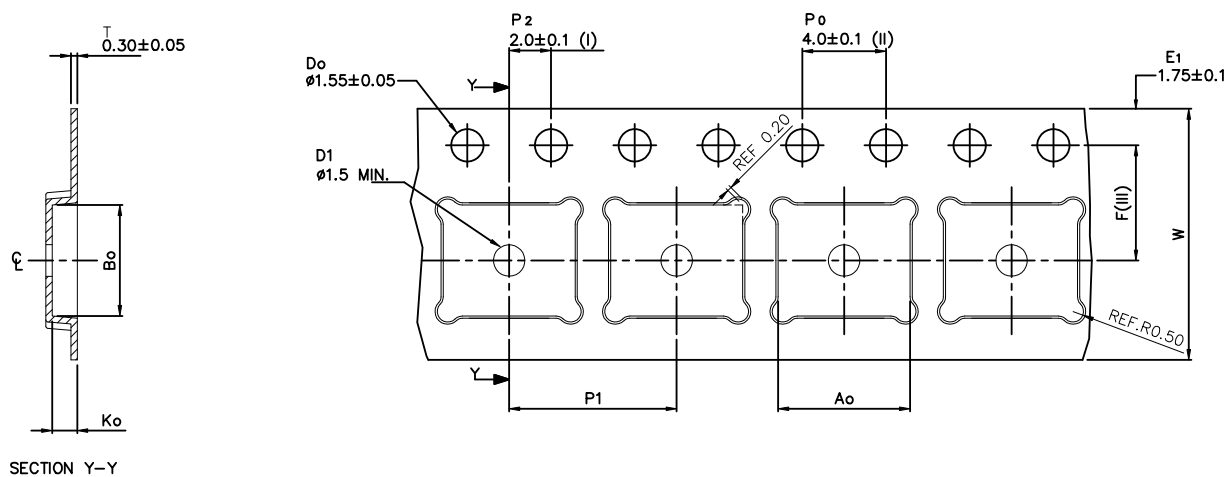 T
0.30±0.05
Bo
Ko
SECTION Y-Y
P2
2.0±0.1 (I)
Po
4.0±0.1 (II)
E1
1.75±0.1
Do
ø1.55±0.05
Y
D1
ø1.5 MIN.
REF 0.20
F(III)
W
REF.R0.50
Y
P1
Ao